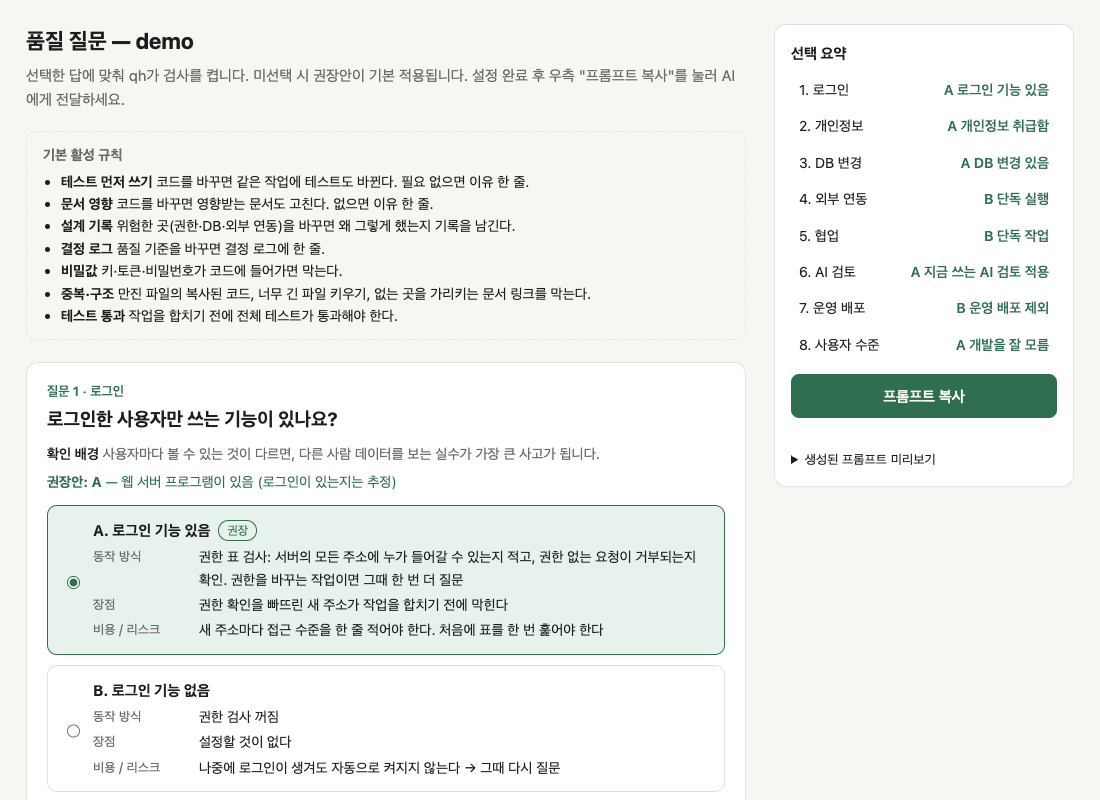 품질 질문 — demo
선택한 답에 맞춰 qh가 검사를 켭니다. 미선택 시 권장안이 기본 적용됩니다. 설정 완료 후 우측 "프롬프트 복사"를 눌러 AI
에게 전달하세요.
기본 활성 규칙
• 테스트 먼저 쓰기 코드를 바꾸면 같은 작업에 테스트도 바뀐다. 필요 없으면 이유 한 줄.
• 문서 영향 코드를 바꾸면 영향받는 문서도 고친다. 없으면 이유 한 줄.
• 설계 기록 위험한 곳(권한·DB·외부 연동)을 바꾸면 왜 그렇게 했는지 기록을 남긴다.
• 결정 로그 품질 기준을 바꾸면 결정 로그에 한 줄.
• 비밀값 키·토큰·비밀번호가 코드에 들어가면 막는다.
• 중복·구조 만진 파일의 복사된 코드, 너무 긴 파일 키우기, 없는 곳을 가리키는 문서 링크를 막는다.
• 테스트 통과 작업을 합치기 전에 전체 테스트가 통과해야 한다.
질문 1 · 로그인
로그인한 사용자만 쓰는 기능이 있나요?
확인 배경 사용자마다 볼 수 있는 것이 다르면, 다른 사람 데이터를 보는 실수가 가장 큰 사고가 됩니다.
권장안: A — 웹 서버 프로그램이 있음 (로그인이 있는지는 추정)
A. 로그인 기능 있음 권장
동작 방식 권한 표 검사: 서버의 모든 주소에 누가 들어갈 수 있는지 적고, 권한 없는 요청이 거부되는지
확인. 권한을 바꾸는 작업이면 그때 한 번 더 질문
장점 권한 확인을 빠뜨린 새 주소가 작업을 합치기 전에 막힌다
비용 / 리스크 새 주소마다 접근 수준을 한 줄 적어야 한다. 처음에 표를 한 번 훑어야 한다
B. 로그인 기능 없음
동작 방식 권한 검사 꺼짐
장점 설정할 것이 없다
비용 / 리스크 나중에 로그인이 생겨도 자동으로 켜지지 않는다 → 그때 다시 질문
선택 요약
1. 로그인 A 로그인 기능 있음
2. 개인정보 A 개인정보 취급함
3. DB 변경 A DB 변경 있음
4. 외부 연동 B 단독 실행
5. 협업 B 단독 작업
6. AI 검토 A 지금 쓰는 AI 검토 적용
7. 운영 배포 B 운영 배포 제외
8. 사용자 수준 A 개발을 잘 모름
프롬프트 복사
▶ 생성된 프롬프트 미리보기